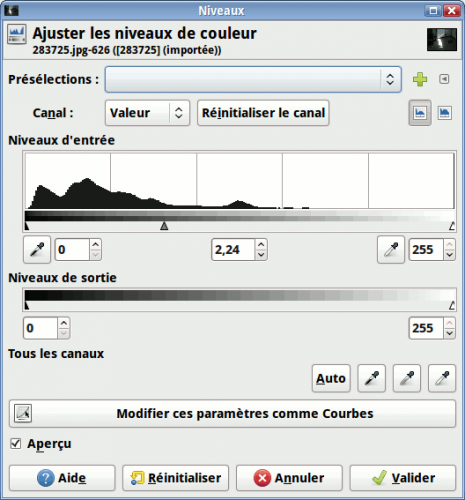 Niveaux
Ajuster les niveaux de couleur
283725.jpg-626 ([283725] (importée))
Présélections :
Canal : Valeur Réinitialiser le canal
Niveaux d'entrée
0 2,24 255
Niveaux de sortie
0 255
Tous les canaux
Auto
Modifier ces paramètres comme Courbes
Aperçu
Aide Réinitialiser Annuler Valider